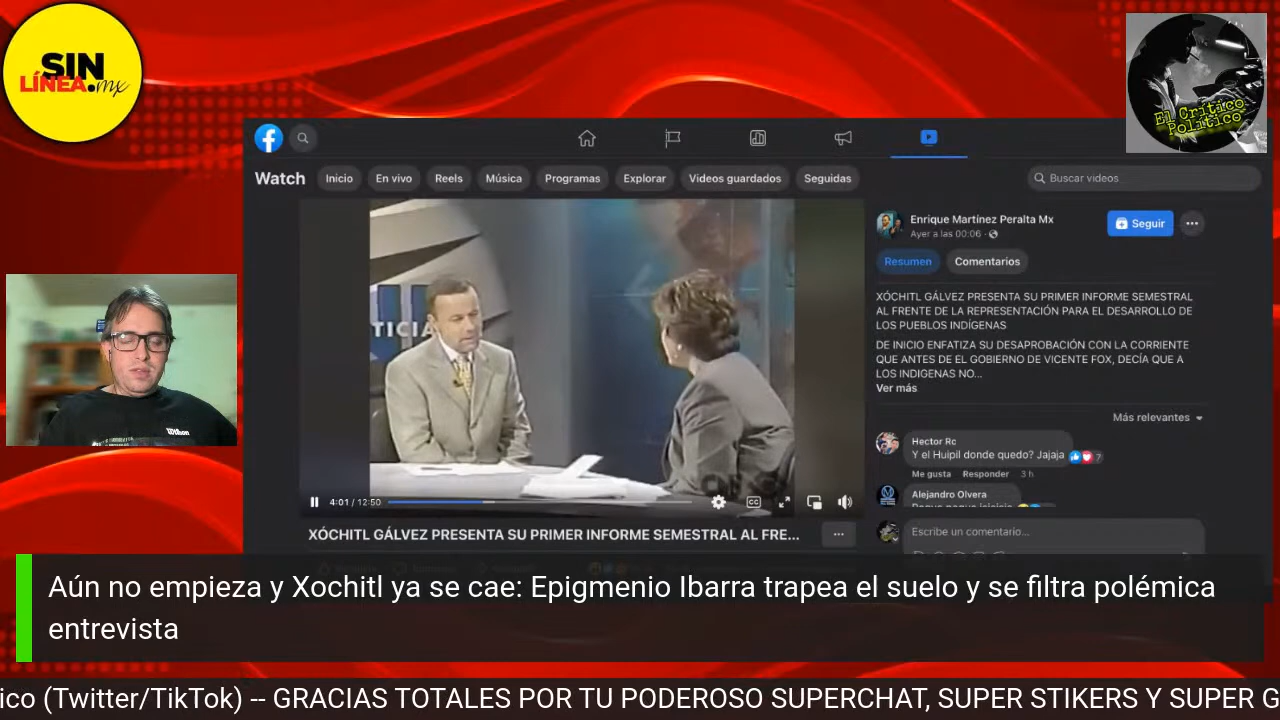 SIN
LÍNEA.mx
El Crítico
Político
Watch
Inicio
En vivo
Reels
Música
Programas
Explorar
Videos guardados
Seguidas
Buscar videos
TICIA
Enrique Martínez Peralta Mx
Ayer a las 00:06 ·
Seguir
Resumen
Comentarios
XÓCHITL GÁLVEZ PRESENTA SU PRIMER INFORME SEMESTRAL
AL FRENTE DE LA REPRESENTACIÓN PARA EL DESARROLLO DE
LOS PUEBLOS INDÍGENAS
DE INICIO ENFATIZA SU DESAPROBACIÓN CON LA CORRIENTE
QUE ANTES DE EL GOBIERNO DE VICENTE FOX, DECÍA QUE A
LOS INDIGENAS NO...
Ver más
Más relevantes
Hector Rc
Y el Huipil donde quedo? Jajaja
7
Me gusta Responder 3 h
Alejandro Olvera
Escribe un comentario...
4:01 / 12:50
CC
XÓCHITL GÁLVEZ PRESENTA SU PRIMER INFORME SEMESTRAL AL FRE...
Wilson
Aún no empieza y Xochitl ya se cae: Epigmenio Ibarra trapea el suelo y se filtra polémica
entrevista
ico (Twitter/TikTok) -- GRACIAS TOTALES POR TU PODEROSO SUPERCHAT, SUPER STIKERS Y SUPER G